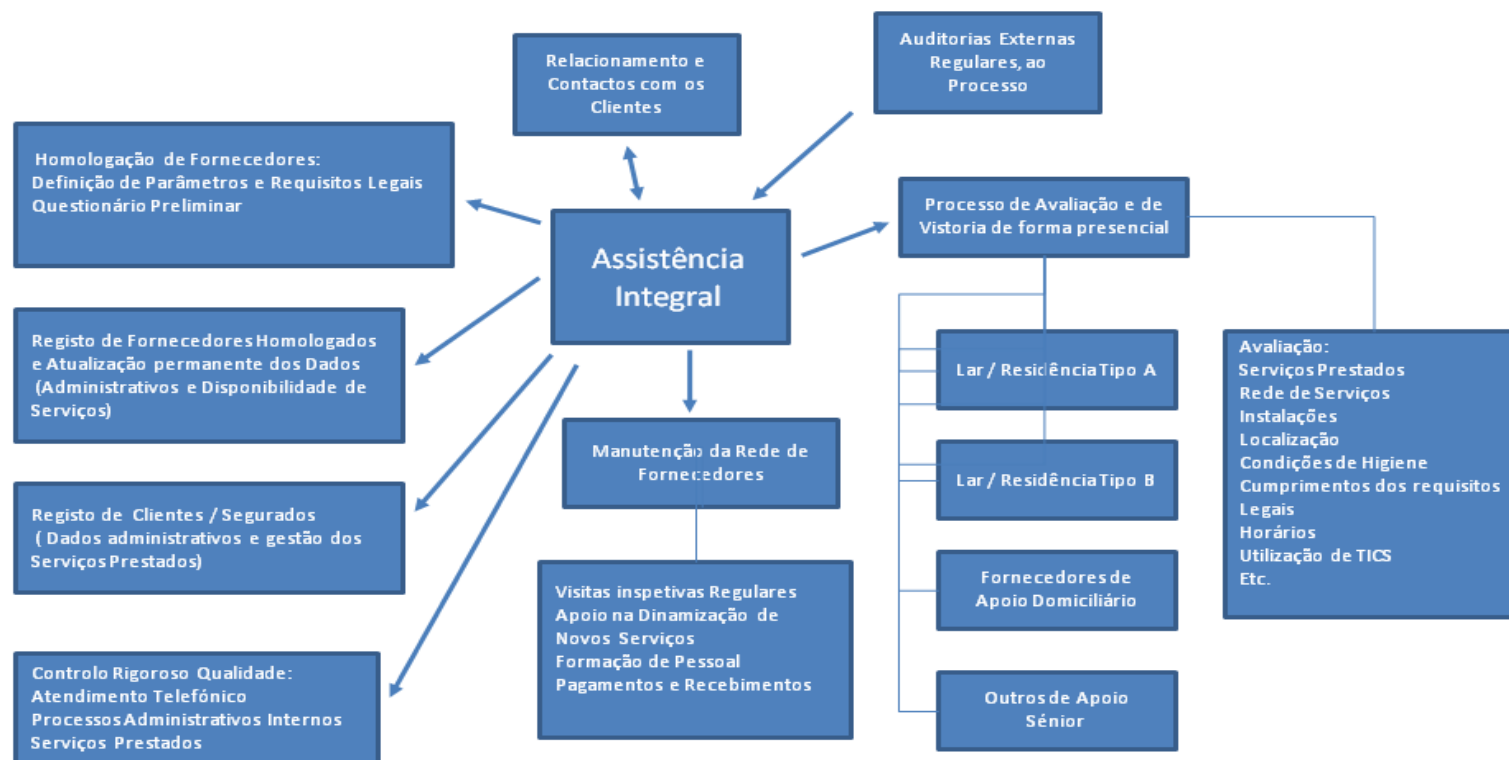 Relacionamento e
Contactos com os
Clientes
Auditorias Externas
Regulares, ao
Processo
Homologação de Fornecedores:
Definição de Parâmetros e Requisitos Legais
Questionário Preliminar
Assistência
Integral
Processo de Avaliação e de
Vistoria de forma presencial
Registo de Fornecedores Homologados
e Atualização permanente dos Dados
(Administrativos e Disponibilidade de
Serviços)
Registo de Clientes / Segurados
( Dados administrativos e gestão dos
Serviços Prestados)
Controlo Rigoroso Qualidade:
Atendimento Telefónico
Processos Administrativos Internos
Serviços Prestados
Manutenção da Rede de
Fornecedores
Visitas inspetivas Regulares
Apoio na Dinamização de
Novos Serviços
Formação de Pessoal
Pagamentos e Recebimentos
Lar / Residência Tipo A
Lar / Residência Tipo B
Fornecedores de
Apoio Domiciliário
Outros de Apoio
Sénior
Avaliação:
Serviços Prestados
Rede de Serviços
Instalações
Localização
Condições de Higiene
Cumprimentos dos requisitos
Legais
Horários
Utilização de TICS
Etc.